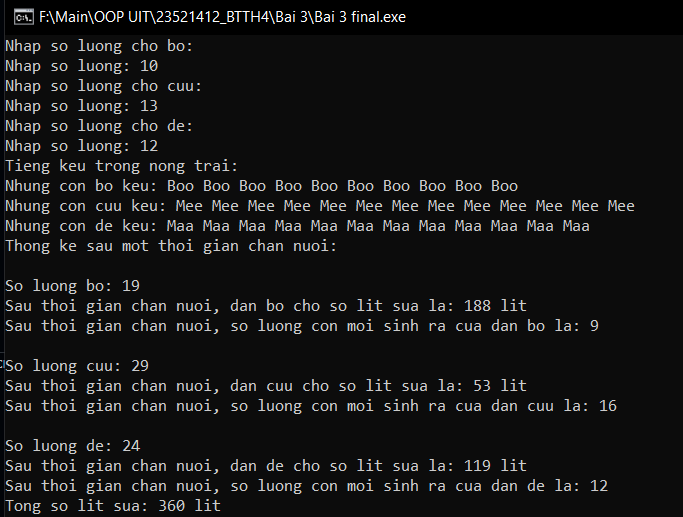 F:\Main\OOP UIT\23521412_BTTH4\Bai 3\Bai 3 final.exe
Nhap so luong cho bo:
Nhap so luong: 10
Nhap so luong cho cuu:
Nhap so luong: 13
Nhap so luong cho de:
Nhap so luong: 12
Tieng keu trong nong trai:
Nhung con bo keu: Boo Boo Boo Boo Boo Boo Boo Boo Boo Boo
Nhung con cuu keu: Mee Mee Mee Mee Mee Mee Mee Mee Mee Mee Mee Mee Mee
Nhung con de keu: Maa Maa Maa Maa Maa Maa Maa Maa Maa Maa Maa Maa
Thong ke sau mot thoi gian chan nuoi:
So luong bo: 19
Sau thoi gian chan nuoi, dan bo cho so lit sua la: 188 lit
Sau thoi gian chan nuoi, so luong con moi sinh ra cua dan bo la: 9
So luong cuu: 29
Sau thoi gian chan nuoi, dan cuu cho so lit sua la: 53 lit
Sau thoi gian chan nuoi, so luong con moi sinh ra cua dan cuu la: 16
So luong de: 24
Sau thoi gian chan nuoi, dan de cho so lit sua la: 119 lit
Sau thoi gian chan nuoi, so luong con moi sinh ra cua dan de la: 12
Tong so lit sua: 360 lit